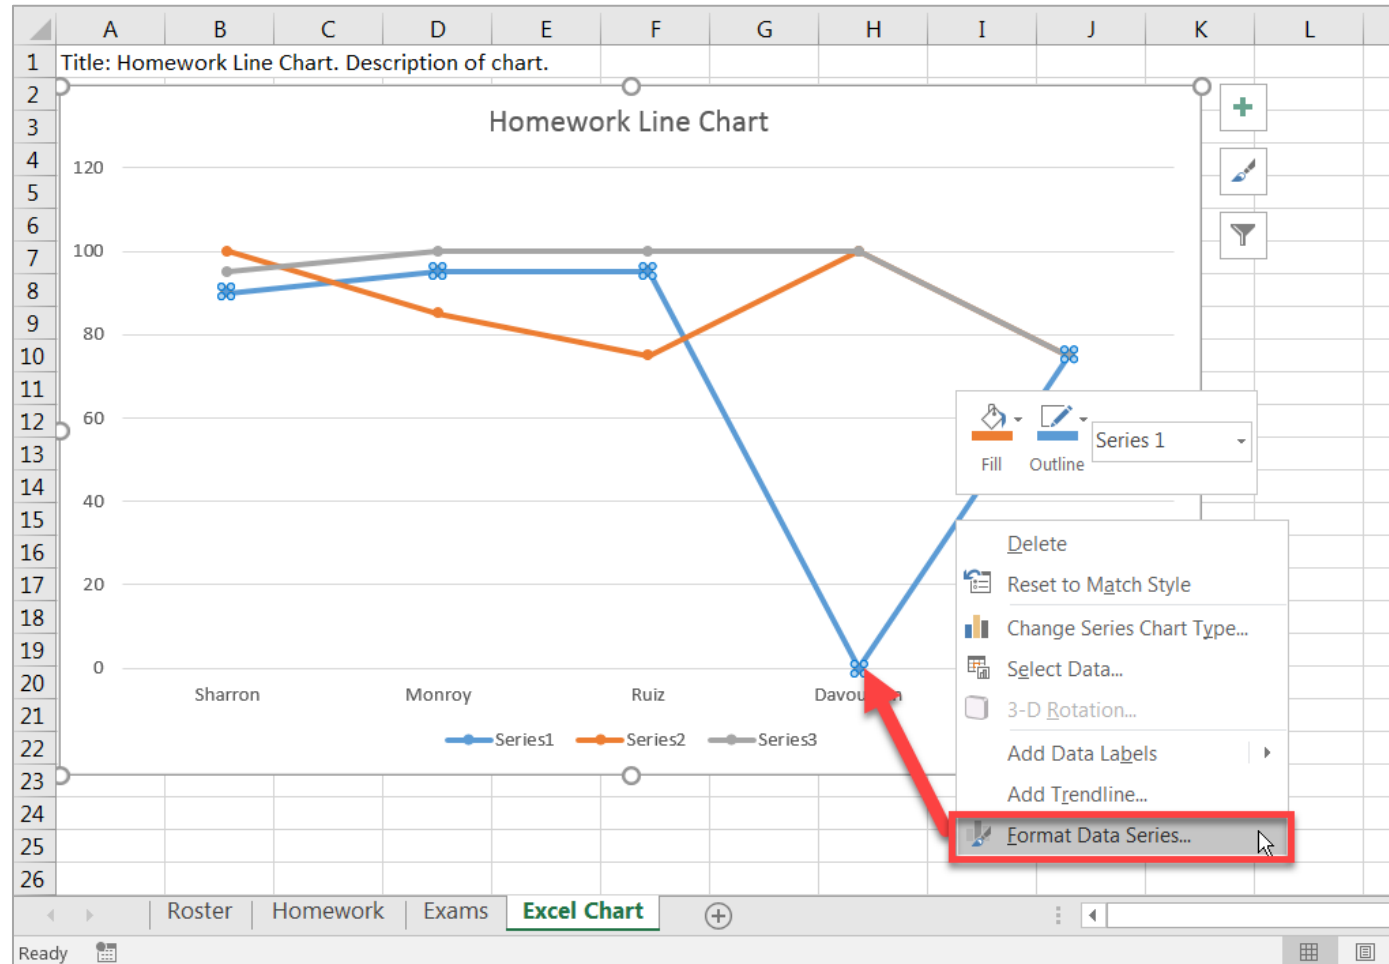 A B C D E F G H I J K L
1 Title: Homework Line Chart. Description of chart.
2
3
4
5
6
7
8
9
10
11
12
13
14
15
16
17
18
19
20
21
22
23
24
25
26
Homework Line Chart
120
100
80
60
40
20
0
Sharron Monroy Ruiz
Series1 Series2 Series3
Fill Outline Series 1
Delete
Reset to Match Style
Change Series Chart Type...
Select Data...
3-D Rotation...
Add Data Labels
Add Trendline...
Format Data Series...
Roster Homework Exams Excel Chart
Ready